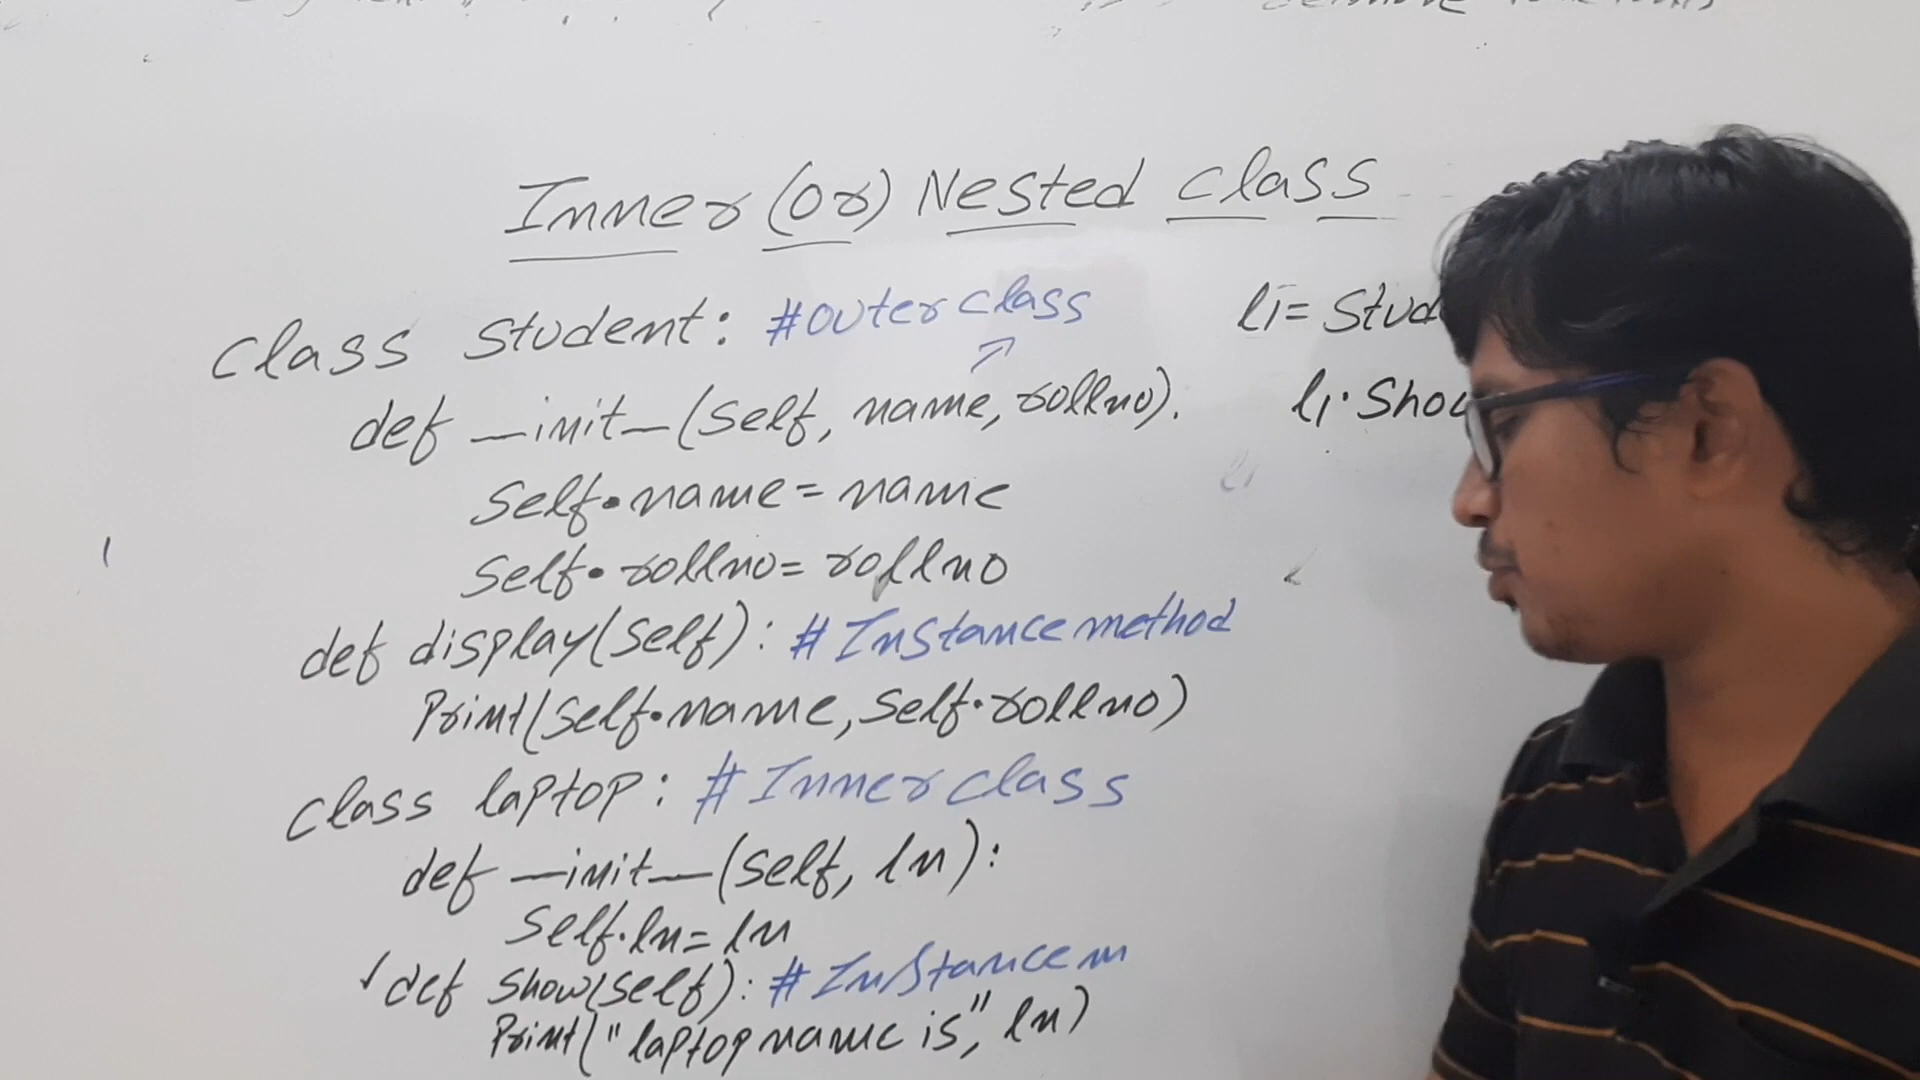 Inner (or) Nested class
class student: #outer class
def __init__(self, name, rollno).
self.name = name
self.rollno = rollno
def display(self): # Instance method
Print(self.name, self.rollno)
class laptop: # Inner class
def __init__(self, ln):
self.ln = ln
def show(self): # Instance m
Print("laptop name is", ln)
l1= Stud
l1.Show